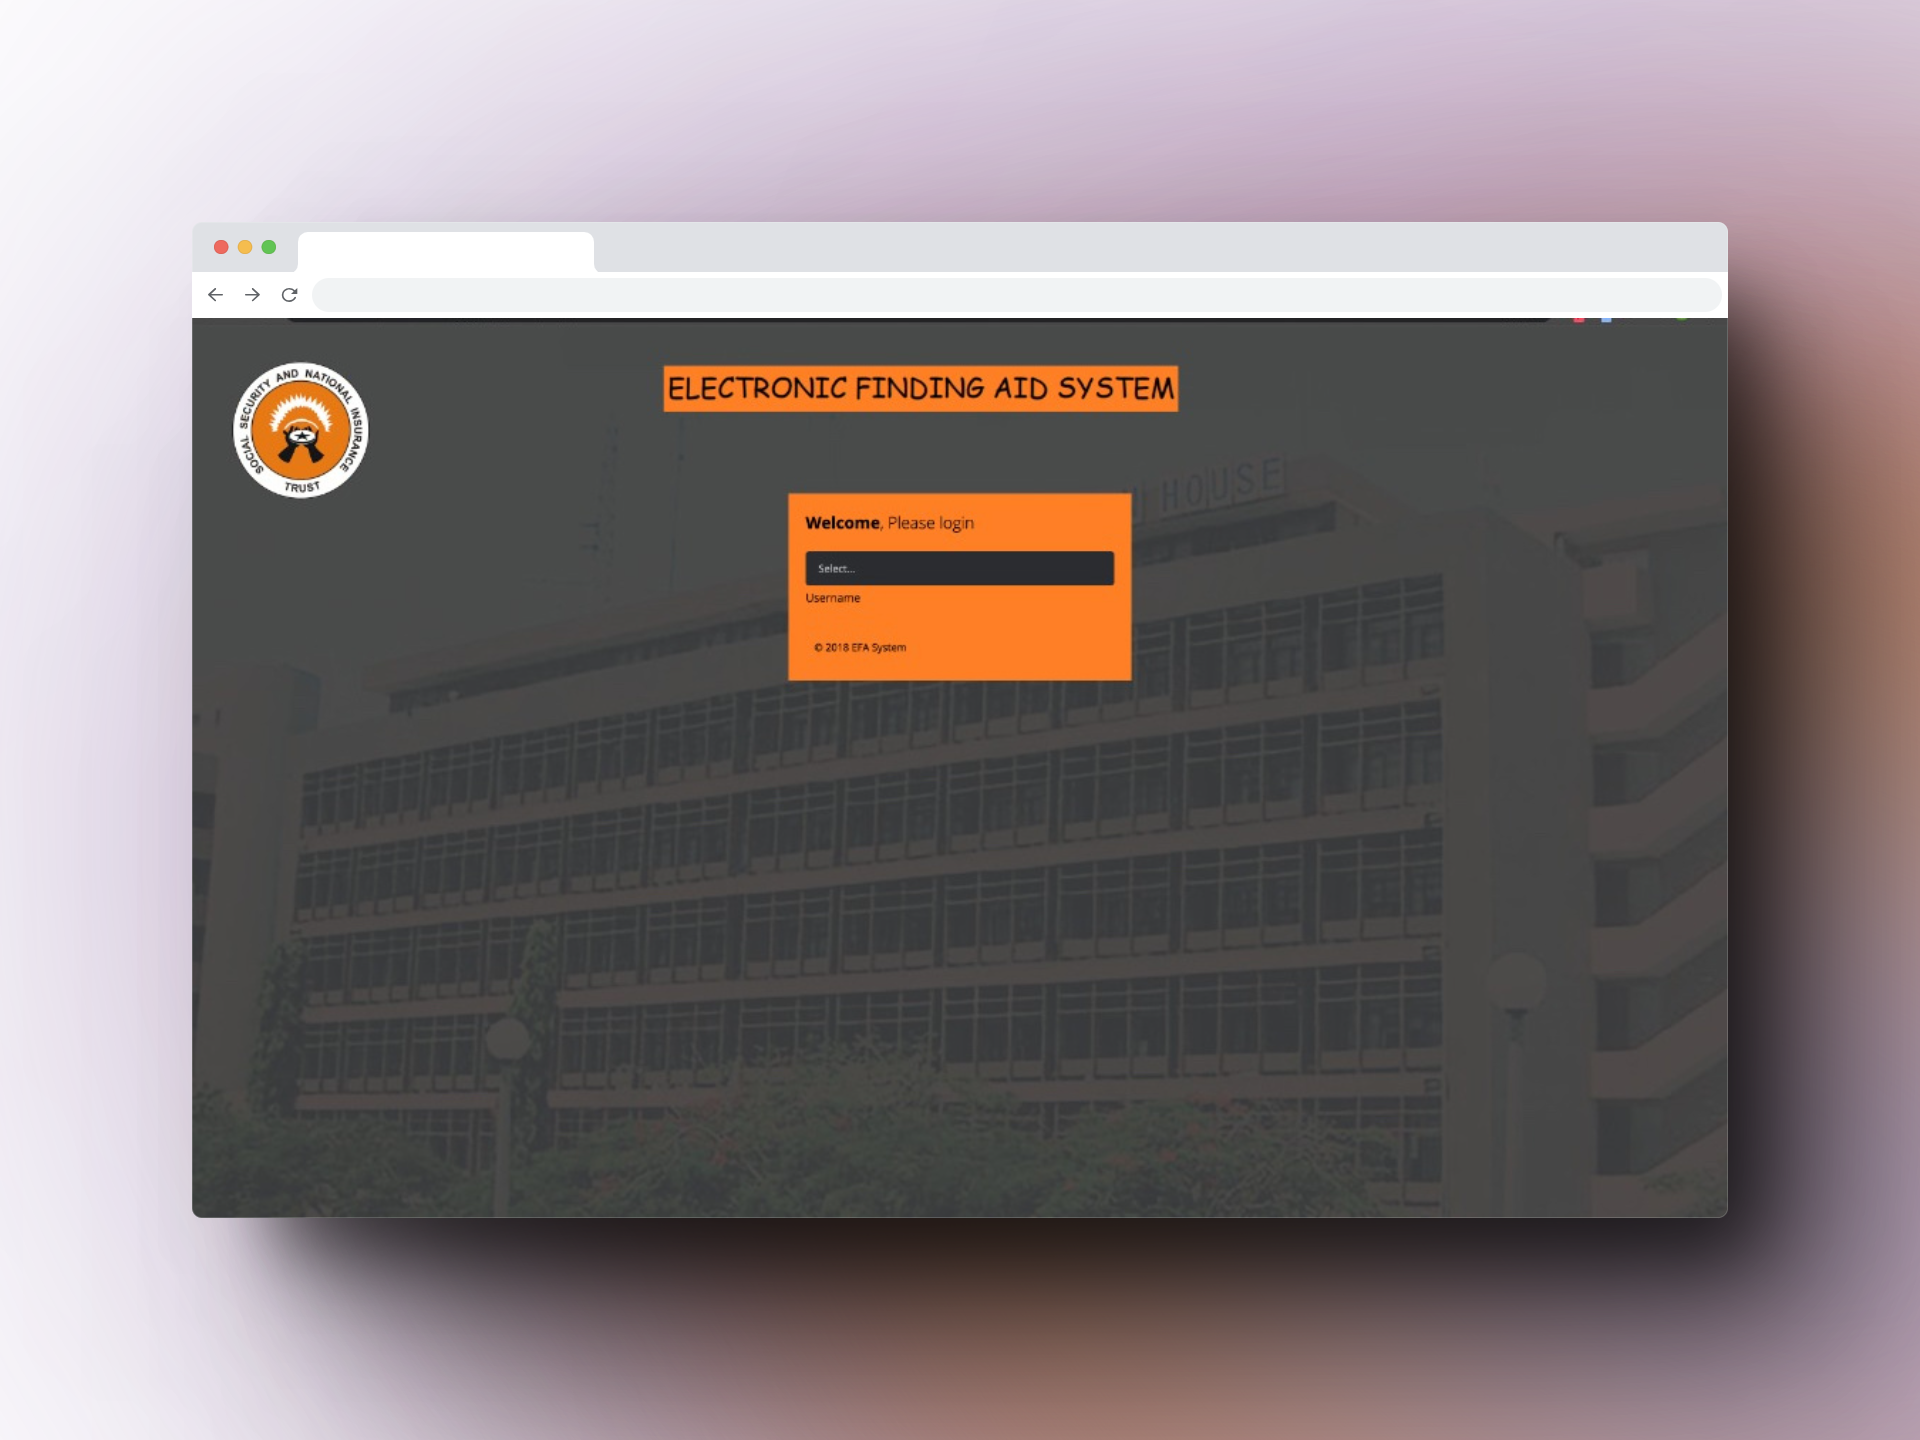 SOCIAL SECURITY AND NATIONAL INSURANCE
TRUST
ELECTRONIC FINDING AID SYSTEM
HOUSE
Welcome, Please login
Select...
Username
© 2018 EFA System